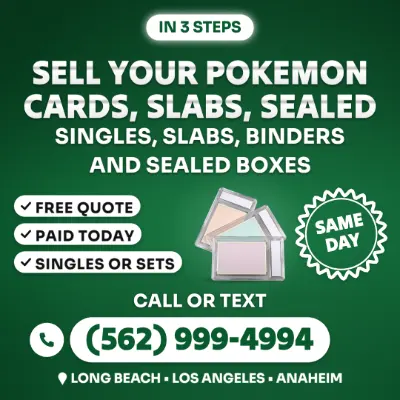 IN 3 STEPS
SELL YOUR POKEMON
CARDS, SLABS, SEALED
SINGLES, SLABS, BINDERS
AND SEALED BOXES
✓ FREE QUOTE
✓ PAID TODAY
✓ SINGLES OR SETS
SAME
DAY
CALL OR TEXT
(562) 999-4994
LONG BEACH ▪ LOS ANGELES ▪ ANAHEIM